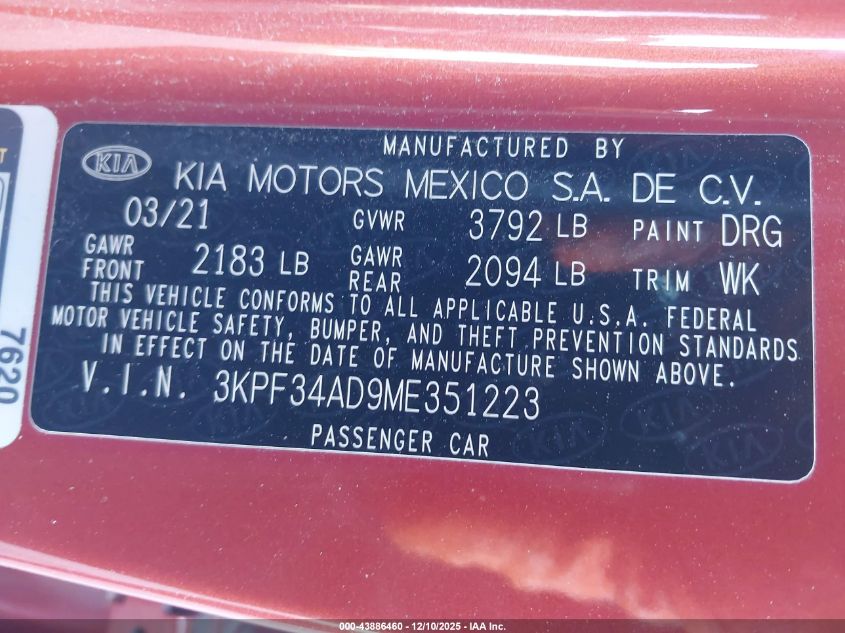 MANUFACTURED BY
KIA KIA MOTORS MEXICO S.A. DE C.V.
03/21 GVWR 3792 LB PAINT DRG
GAWR FRONT 2183 LB GAWR REAR 2094 LB TRIM WK
THIS VEHICLE CONFORMS TO ALL APPLICABLE U.S.A. FEDERAL
MOTOR VEHICLE SAFETY, BUMPER, AND THEFT PREVENTION STANDARDS
IN EFFECT ON THE DATE OF MANUFACTURE SHOWN ABOVE.
V.I.N. 3KPF34AD9ME351223
PASSENGER CAR
7620
000-43886460 - 12/10/2025 - IAA Inc.